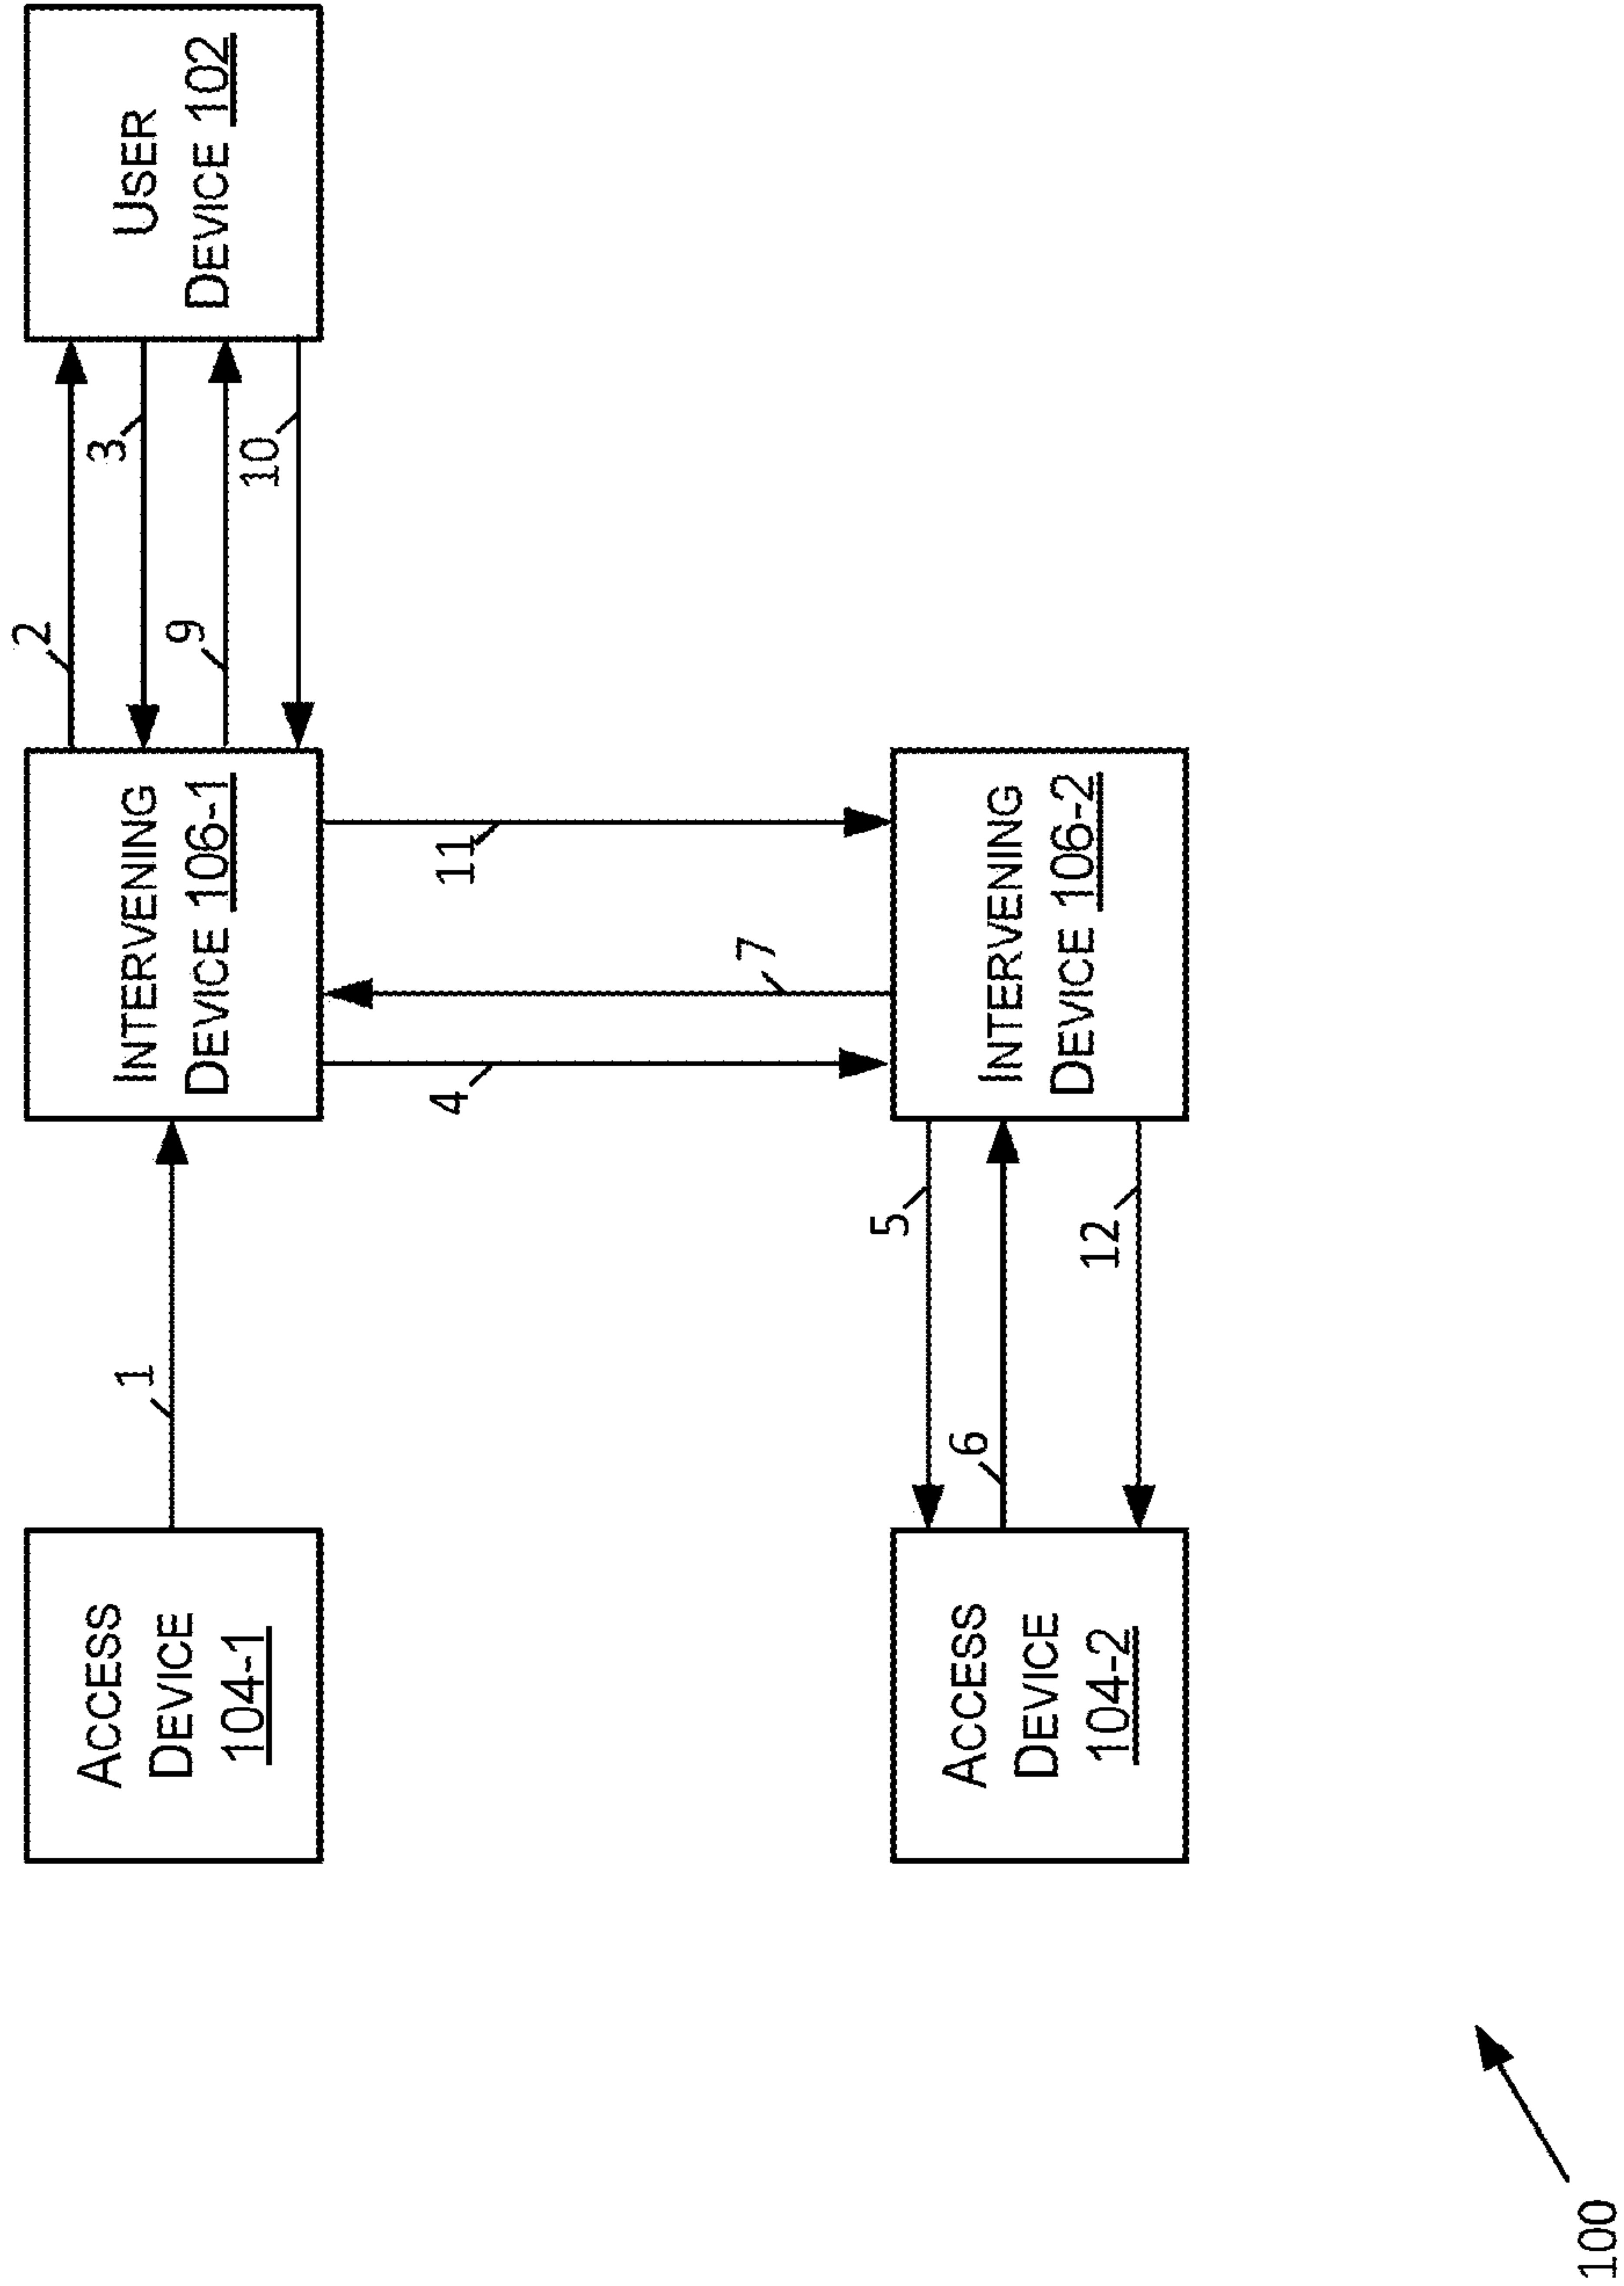 ACCESS
DEVICE
104-1
1
INTERVENING
DEVICE 106-1
2
3
9
10
USER
DEVICE 102
4
7
11
ACCESS
DEVICE
104-2
5
6
12
INTERVENING
DEVICE 106-2
100